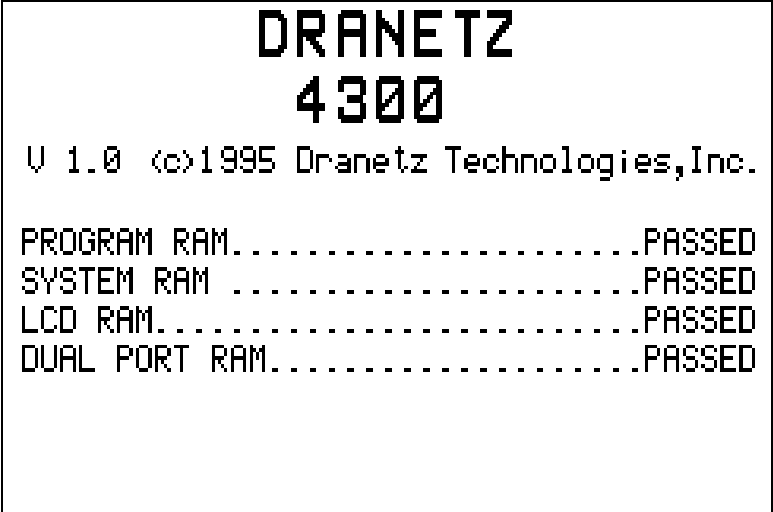 DRANETZ
4300
V 1.0 (c)1995 Dranetz Technologies,Inc.
PROGRAM RAM......................PASSED
SYSTEM RAM ......................PASSED
LCD RAM..........................PASSED
DUAL PORT RAM....................PASSED